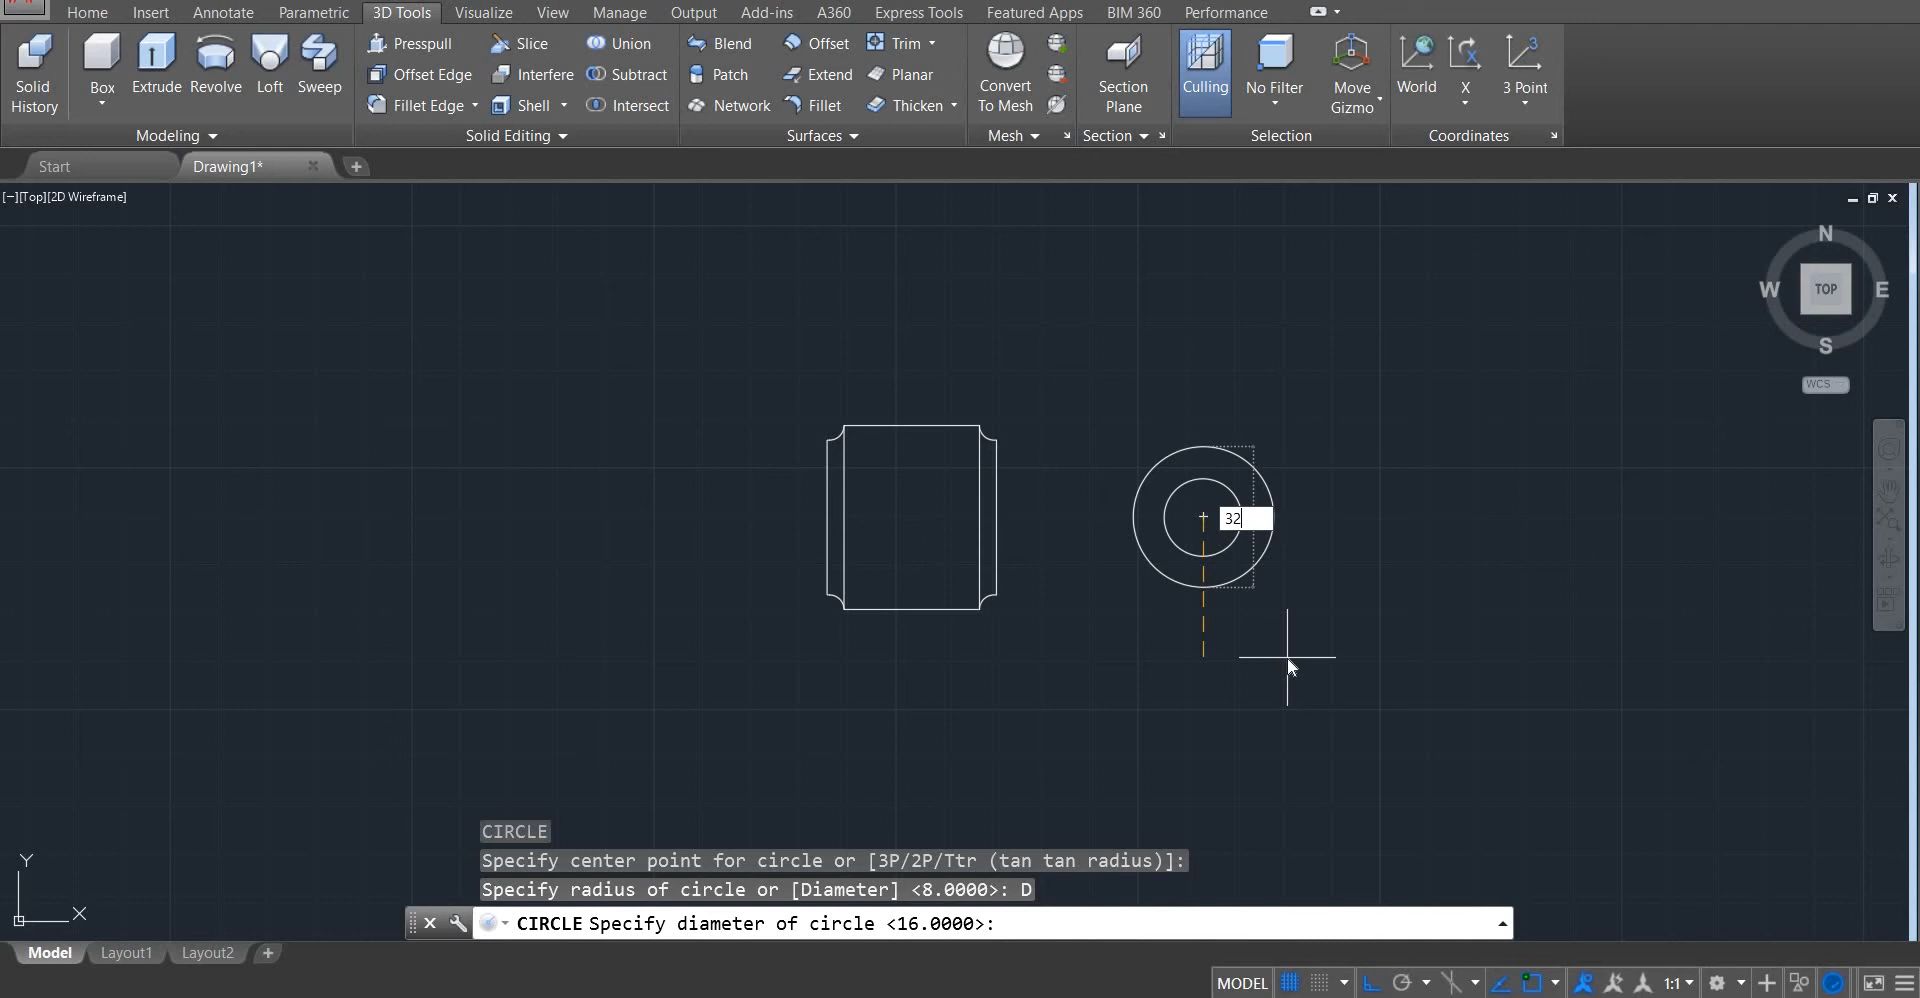 Home Insert Annotate Parametric 3D Tools Visualize View Manage Output Add-ins A360 Express Tools Featured Apps BIM 360 Performance
Solid History
Box
Extrude
Revolve
Loft
Sweep
Presspull
Offset Edge
Fillet Edge
Slice
Interfere
Shell
Union
Subtract
Intersect
Blend
Patch
Network
Offset
Extend
Fillet
Trim
Planar
Thicken
Convert To Mesh
Section Plane
Culling
No Filter
Move Gizmo
World
X
3 Point
Modeling
Solid Editing
Surfaces
Mesh
Section
Selection
Coordinates
Start
Drawing1*
[−][Top][2D Wireframe]
N
W
TOP
E
S
WCS
32
Y
X
CIRCLE
Specify center point for circle or [3P/2P/Ttr (tan tan radius)]:
Specify radius of circle or [Diameter] <8.0000>: D
CIRCLE Specify diameter of circle <16.0000>:
Model Layout1 Layout2
MODEL
1:1